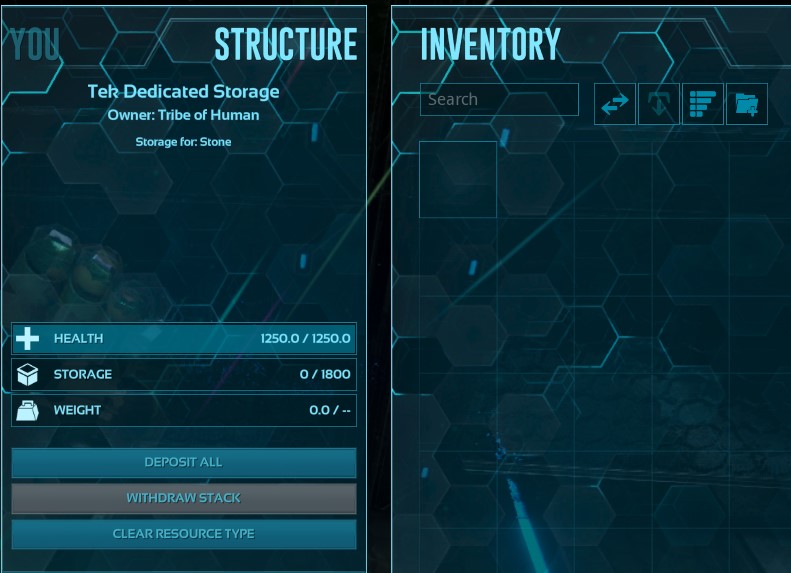 YOU
STRUCTURE
Tek Dedicated Storage
Owner: Tribe of Human
Storage for: Stone
HEALTH 1250.0 / 1250.0
STORAGE 0 / 1800
WEIGHT 0.0 / --
DEPOSIT ALL
WITHDRAW STACK
CLEAR RESOURCE TYPE
INVENTORY
Search